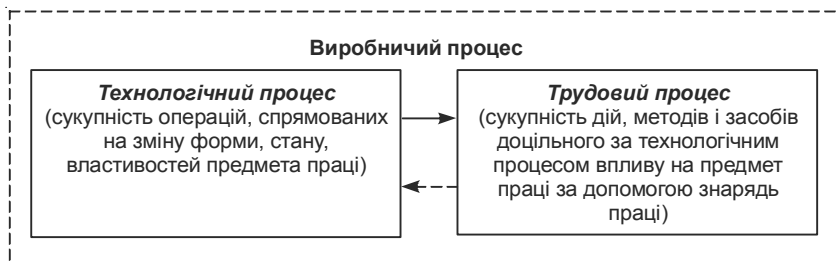 Виробничий процес
Технологічний процес
(сукупність операцій, спрямованих
на зміну форми, стану,
властивостей предмета праці)
Трудовий процес
(сукупність дій, методів і засобів
доцільного за технологічним
процесом впливу на предмет
праці за допомогою знарядь
праці)